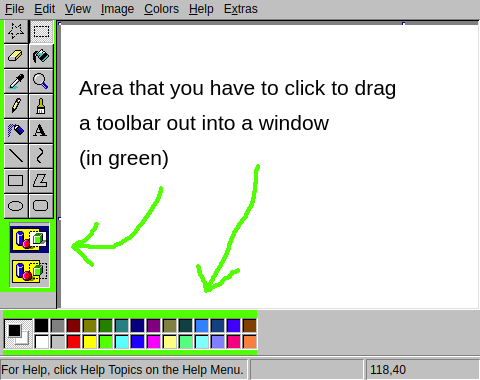 File Edit View Image Colors Help Extras
Area that you have to click to drag
a toolbar out into a window
(in green)
A
For Help, click Help Topics on the Help Menu.
118,40